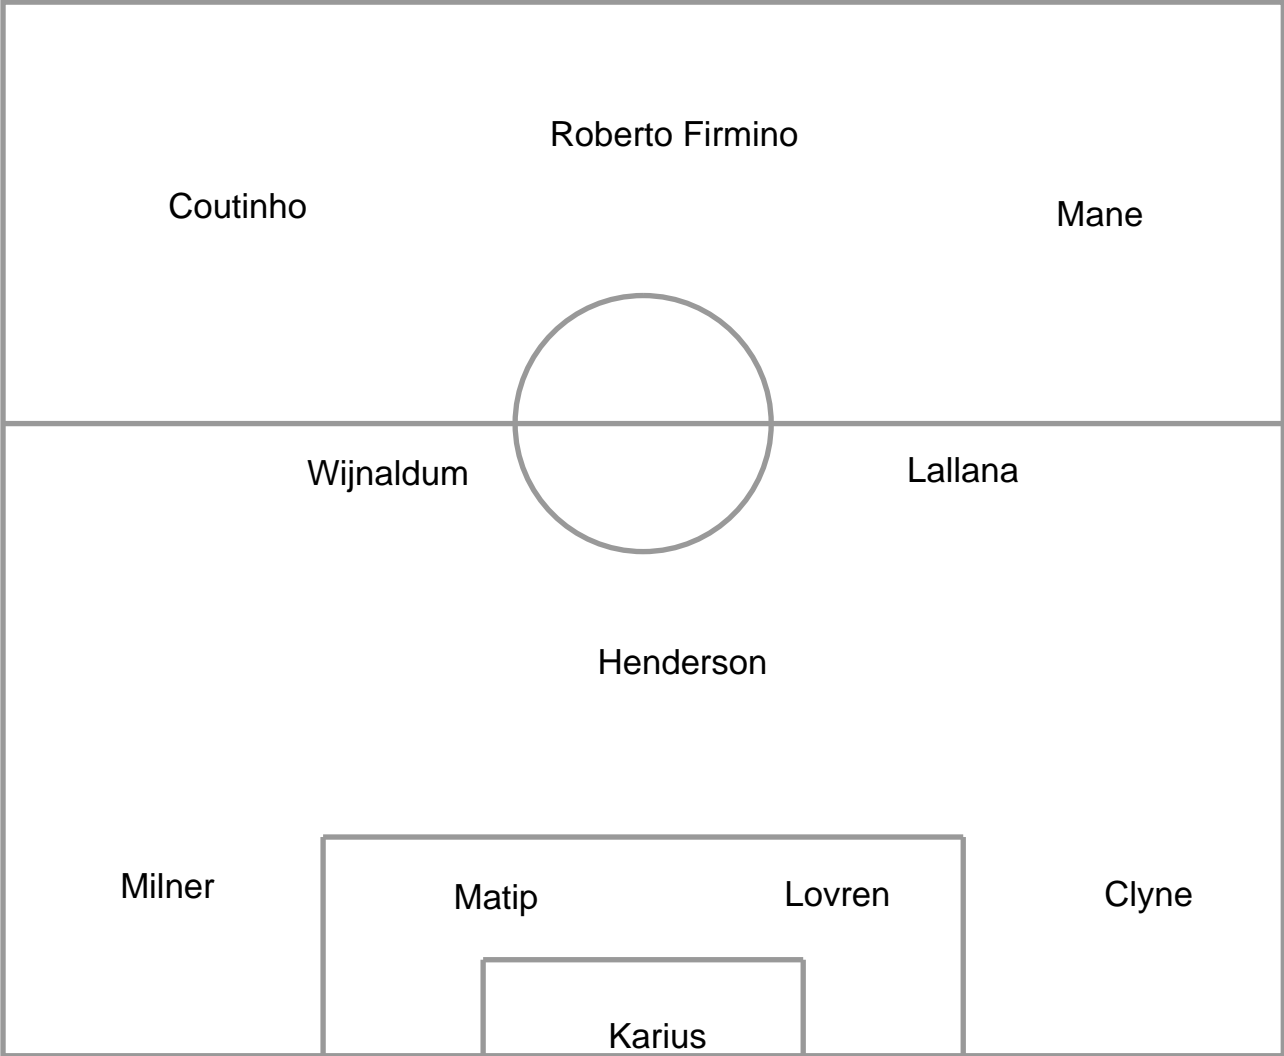 Roberto Firmino
Coutinho
Mane
Wijnaldum
Lallana
Henderson
Milner
Matip
Lovren
Clyne
Karius